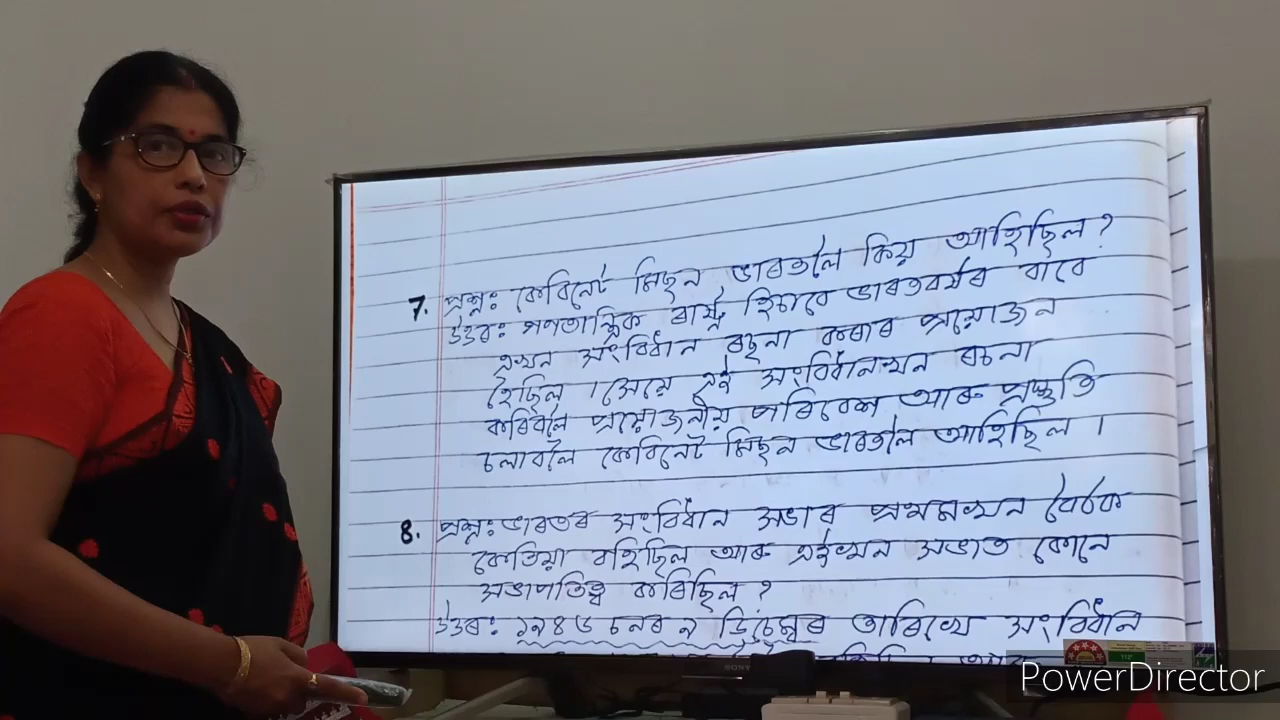 7. প্ৰশ্ন: কেবিনেট মিছন ভাৰতলৈ কিয় আহিছিল?
উত্তৰ: গণতান্ত্ৰিক ৰাষ্ট্ৰ হিচাবে ভাৰতবৰ্ষৰ বাবে
এখন সংবিধান ৰচনা কৰাৰ প্ৰয়োজন
হৈছিল। সেয়ে এই সংবিধানখন ৰচনা
কৰিবলৈ প্ৰয়োজনীয় পৰিবেশ আৰু প্ৰস্তুতি
চলাবলৈ কেবিনেট মিছন ভাৰতলৈ আহিছিল।
8. প্ৰশ্ন: ভাৰতৰ সংবিধান সভাৰ প্ৰথমখন বৈঠক
কেতিয়া বহিছিল আৰু এইখন সভাত কোনে
সভাপতিত্ব কৰিছিল?
উত্তৰ: ১৯৪৬ চনৰ ৯ ডিচেম্বৰ তাৰিখে সংবিধান
SONY
PowerDirector